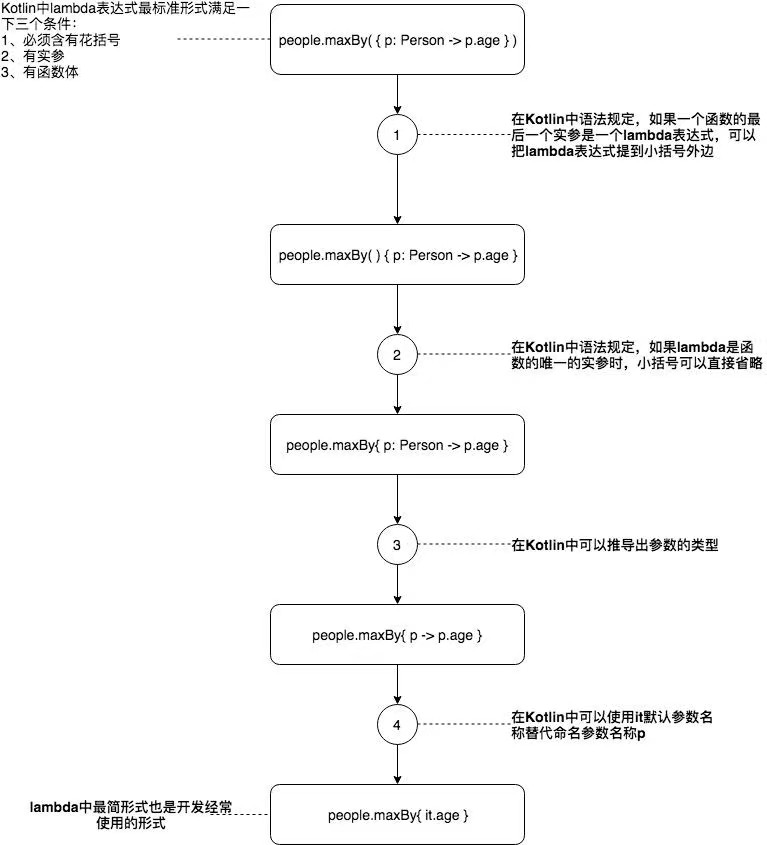 Kotlin中lambda表达式最标准形式满足一
下三个条件：
1、必须含有花括号
2、有实参
3、有函数体
people.maxBy( { p: Person -> p.age } )
1
在Kotlin中语法规定，如果一个函数的最
后一个实参是一个lambda表达式，可以
把lambda表达式提到小括号外边
people.maxBy( ) { p: Person -> p.age }
2
在Kotlin中语法规定，如果lambda是函
数的唯一的实参时，小括号可以直接省略
people.maxBy{ p: Person -> p.age }
3
在Kotlin中可以推导出参数的类型
people.maxBy{ p -> p.age }
4
在Kotlin中可以使用it默认参数名
称替代命名参数名称p
lambda中最简形式也是开发经常
使用的形式
people.maxBy{ it.age }